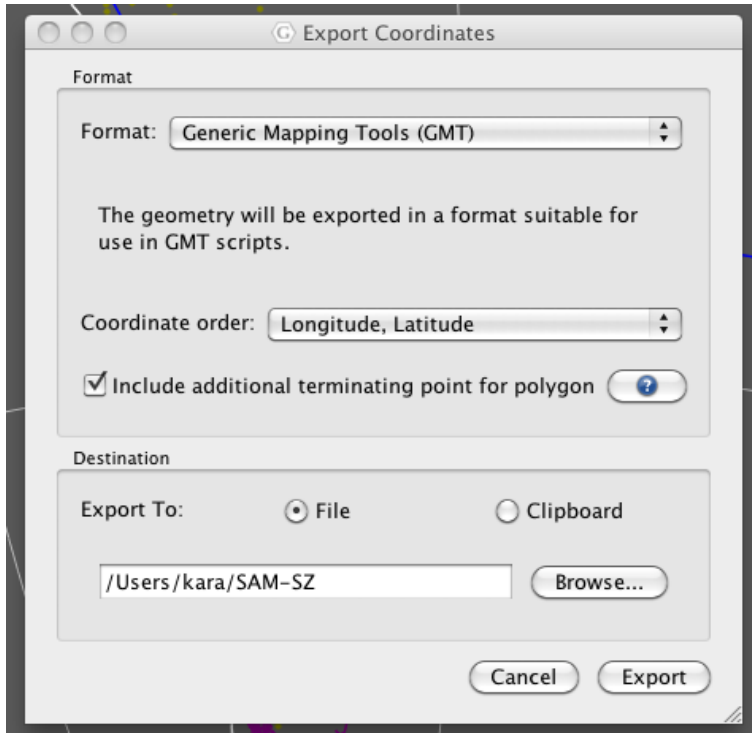 Export Coordinates
Format
Format: Generic Mapping Tools (GMT)
The geometry will be exported in a format suitable for
use in GMT scripts.
Coordinate order: Longitude, Latitude
Include additional terminating point for polygon ?
Destination
Export To: File Clipboard
/Users/kara/SAM-SZ Browse...
Cancel Export